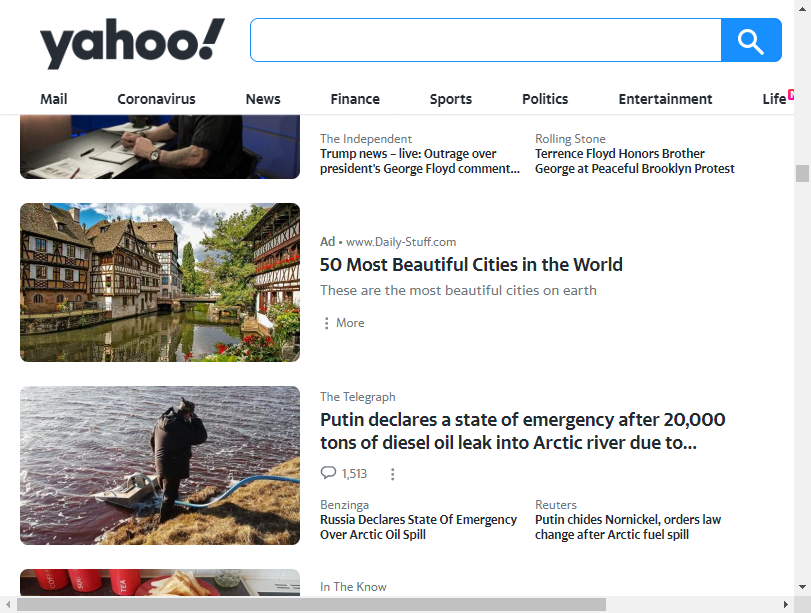 yahoo!
Mail Coronavirus News Finance Sports Politics Entertainment Life
The Independent
Trump news – live: Outrage over
president's George Floyd comment...
Rolling Stone
Terrence Floyd Honors Brother
George at Peaceful Brooklyn Protest
Ad • www.Daily-Stuff.com
50 Most Beautiful Cities in the World
These are the most beautiful cities on earth
More
The Telegraph
Putin declares a state of emergency after 20,000
tons of diesel oil leak into Arctic river due to...
1,513
Benzinga
Russia Declares State Of Emergency
Over Arctic Oil Spill
Reuters
Putin chides Nornickel, orders law
change after Arctic fuel spill
TEA
In The Know